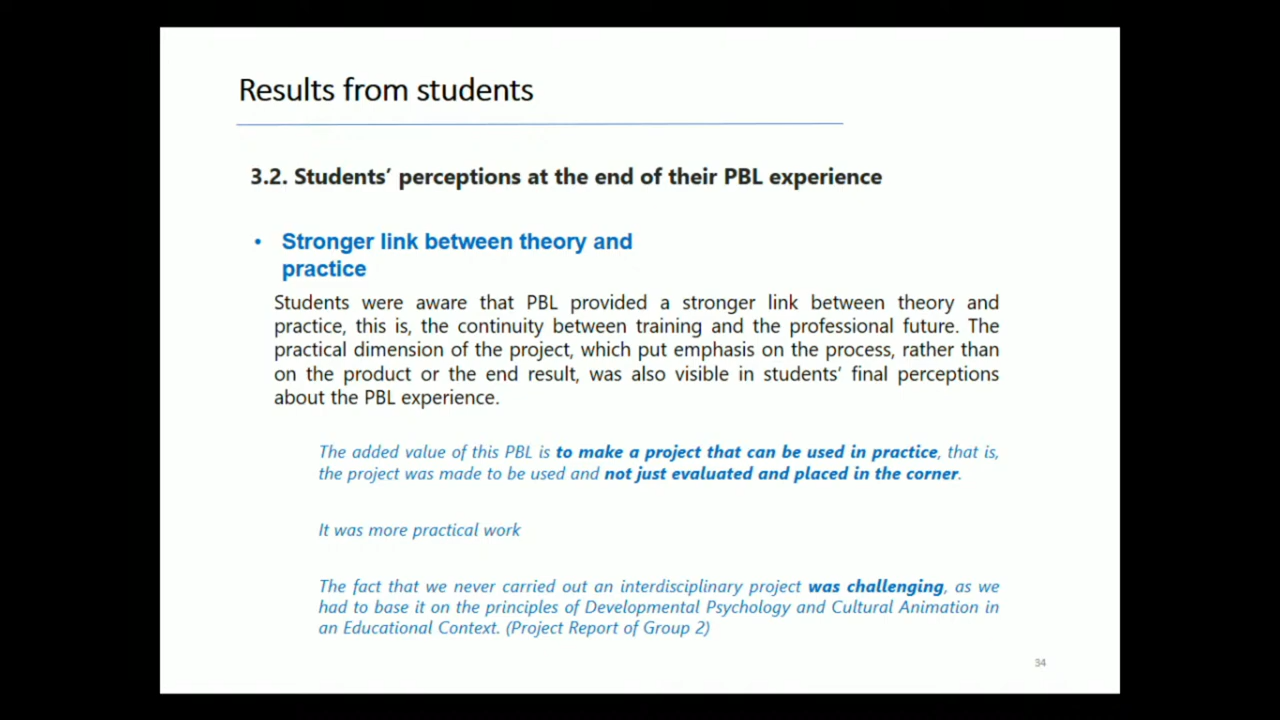 Results from students
3.2. Students’ perceptions at the end of their PBL experience
• Stronger link between theory and
practice
Students were aware that PBL provided a stronger link between theory and
practice, this is, the continuity between training and the professional future. The
practical dimension of the project, which put emphasis on the process, rather than
on the product or the end result, was also visible in students’ final perceptions
about the PBL experience.
The added value of this PBL is to make a project that can be used in practice, that is,
the project was made to be used and not just evaluated and placed in the corner.
It was more practical work
The fact that we never carried out an interdisciplinary project was challenging, as we
had to base it on the principles of Developmental Psychology and Cultural Animation in
an Educational Context. (Project Report of Group 2)
34